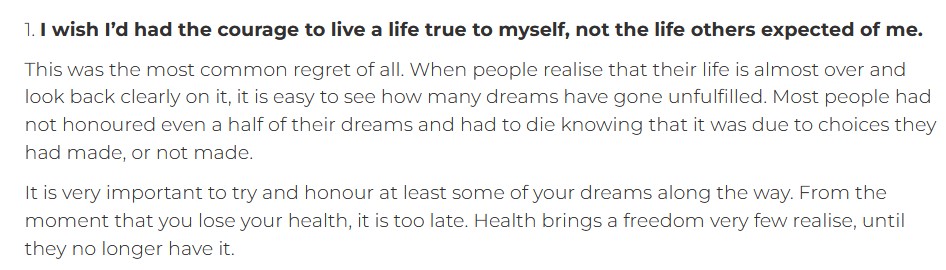 1. I wish I’d had the courage to live a life true to myself, not the life others expected of me.
This was the most common regret of all. When people realise that their life is almost over and
look back clearly on it, it is easy to see how many dreams have gone unfulfilled. Most people had
not honoured even a half of their dreams and had to die knowing that it was due to choices they
had made, or not made.
It is very important to try and honour at least some of your dreams along the way. From the
moment that you lose your health, it is too late. Health brings a freedom very few realise, until
they no longer have it.